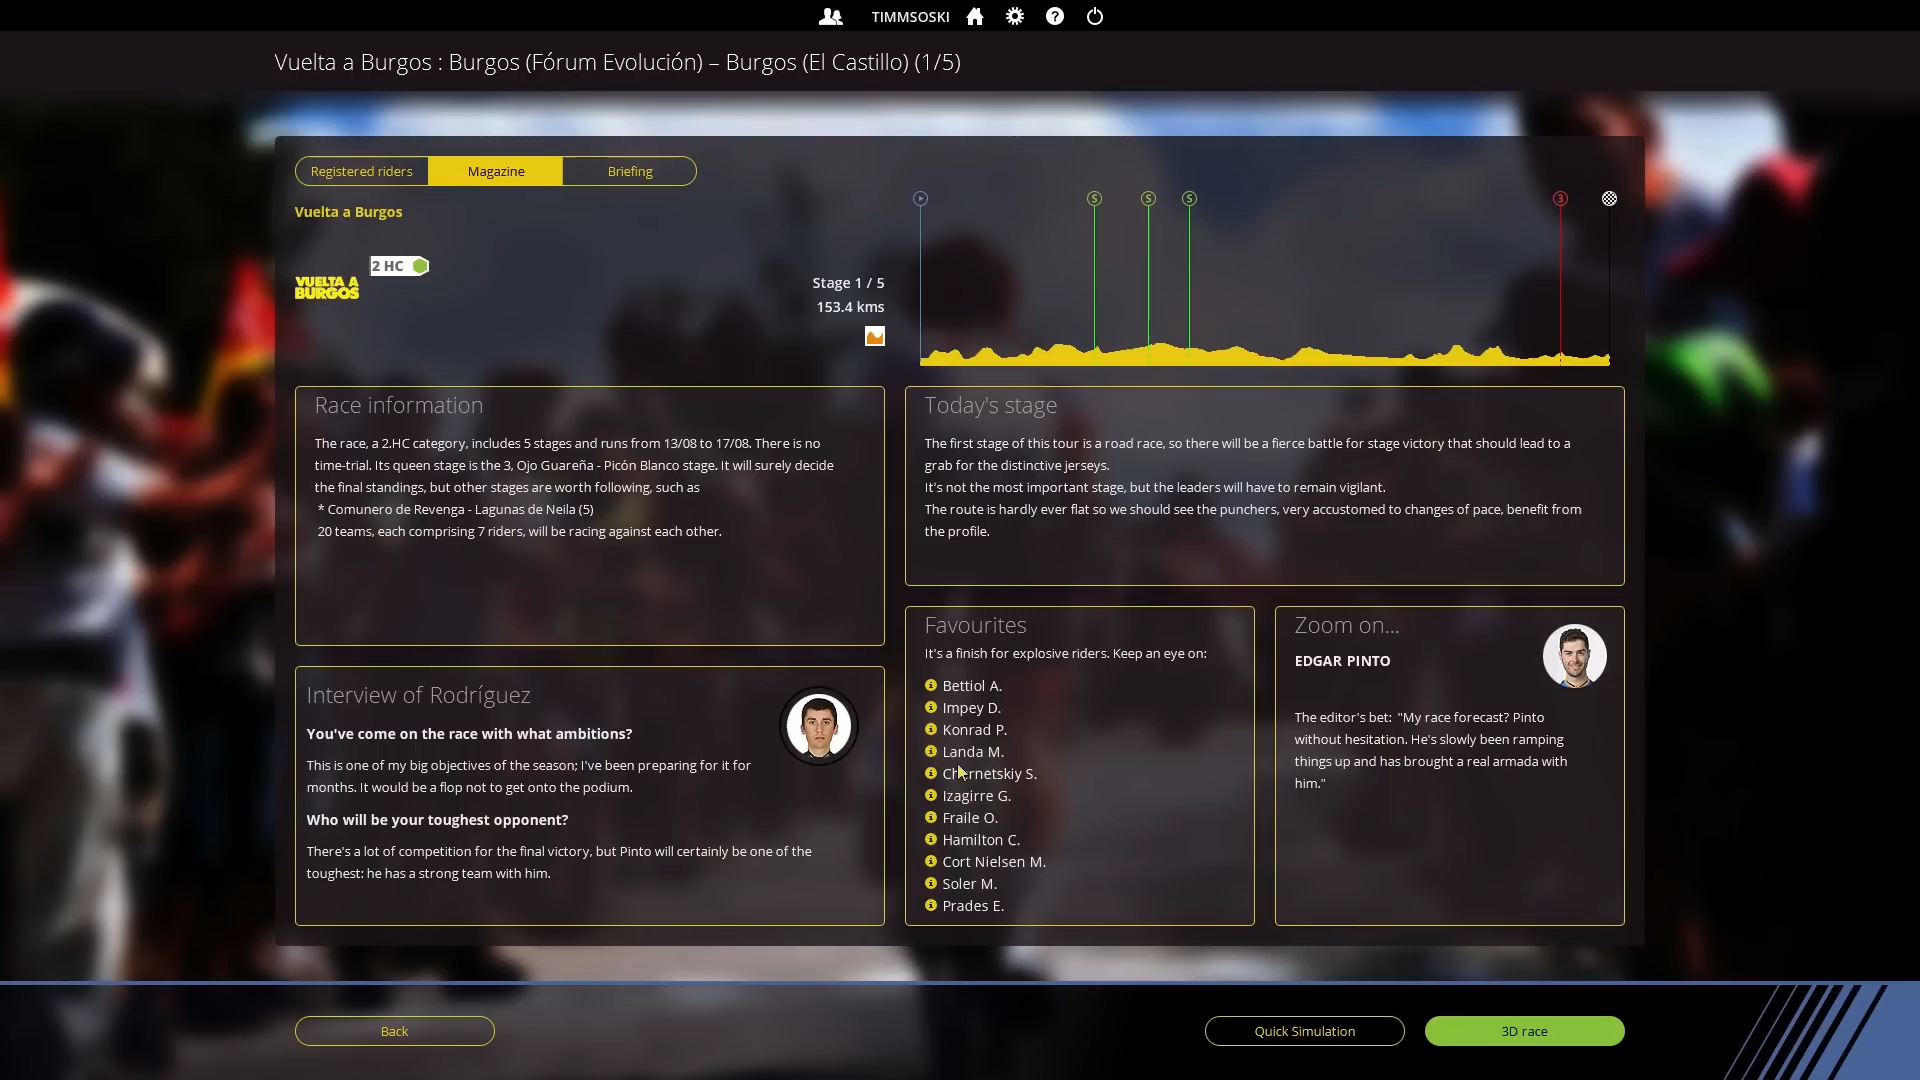 TIMMSOSKI
Vuelta a Burgos : Burgos (Fórum Evolución) – Burgos (El Castillo) (1/5)
Registered riders
Magazine
Briefing
Vuelta a Burgos
2 HC
VUELTA A
BURGOS
Stage 1 / 5
153.4 kms
S
S
S
3
Race information
The race, a 2.HC category, includes 5 stages and runs from 13/08 to 17/08. There is no
time-trial. Its queen stage is the 3, Ojo Guareña - Picón Blanco stage. It will surely decide
the final standings, but other stages are worth following, such as
* Comunero de Revenga - Lagunas de Neila (5)
20 teams, each comprising 7 riders, will be racing against each other.
Today's stage
The first stage of this tour is a road race, so there will be a fierce battle for stage victory that should lead to a
grab for the distinctive jerseys.
It's not the most important stage, but the leaders will have to remain vigilant.
The route is hardly ever flat so we should see the punchers, very accustomed to changes of pace, benefit from
the profile.
Interview of Rodríguez
You've come on the race with what ambitions?
This is one of my big objectives of the season; I've been preparing for it for
months. It would be a flop not to get onto the podium.
Who will be your toughest opponent?
There's a lot of competition for the final victory, but Pinto will certainly be one of the
toughest: he has a strong team with him.
Favourites
It's a finish for explosive riders. Keep an eye on:
Bettiol A.
Impey D.
Konrad P.
Landa M.
Chernetskiy S.
Izagirre G.
Fraile O.
Hamilton C.
Cort Nielsen M.
Soler M.
Prades E.
Zoom on...
EDGAR PINTO
The editor's bet: "My race forecast? Pinto
without hesitation. He's slowly been ramping
things up and has brought a real armada with
him."
Back
Quick Simulation
3D race